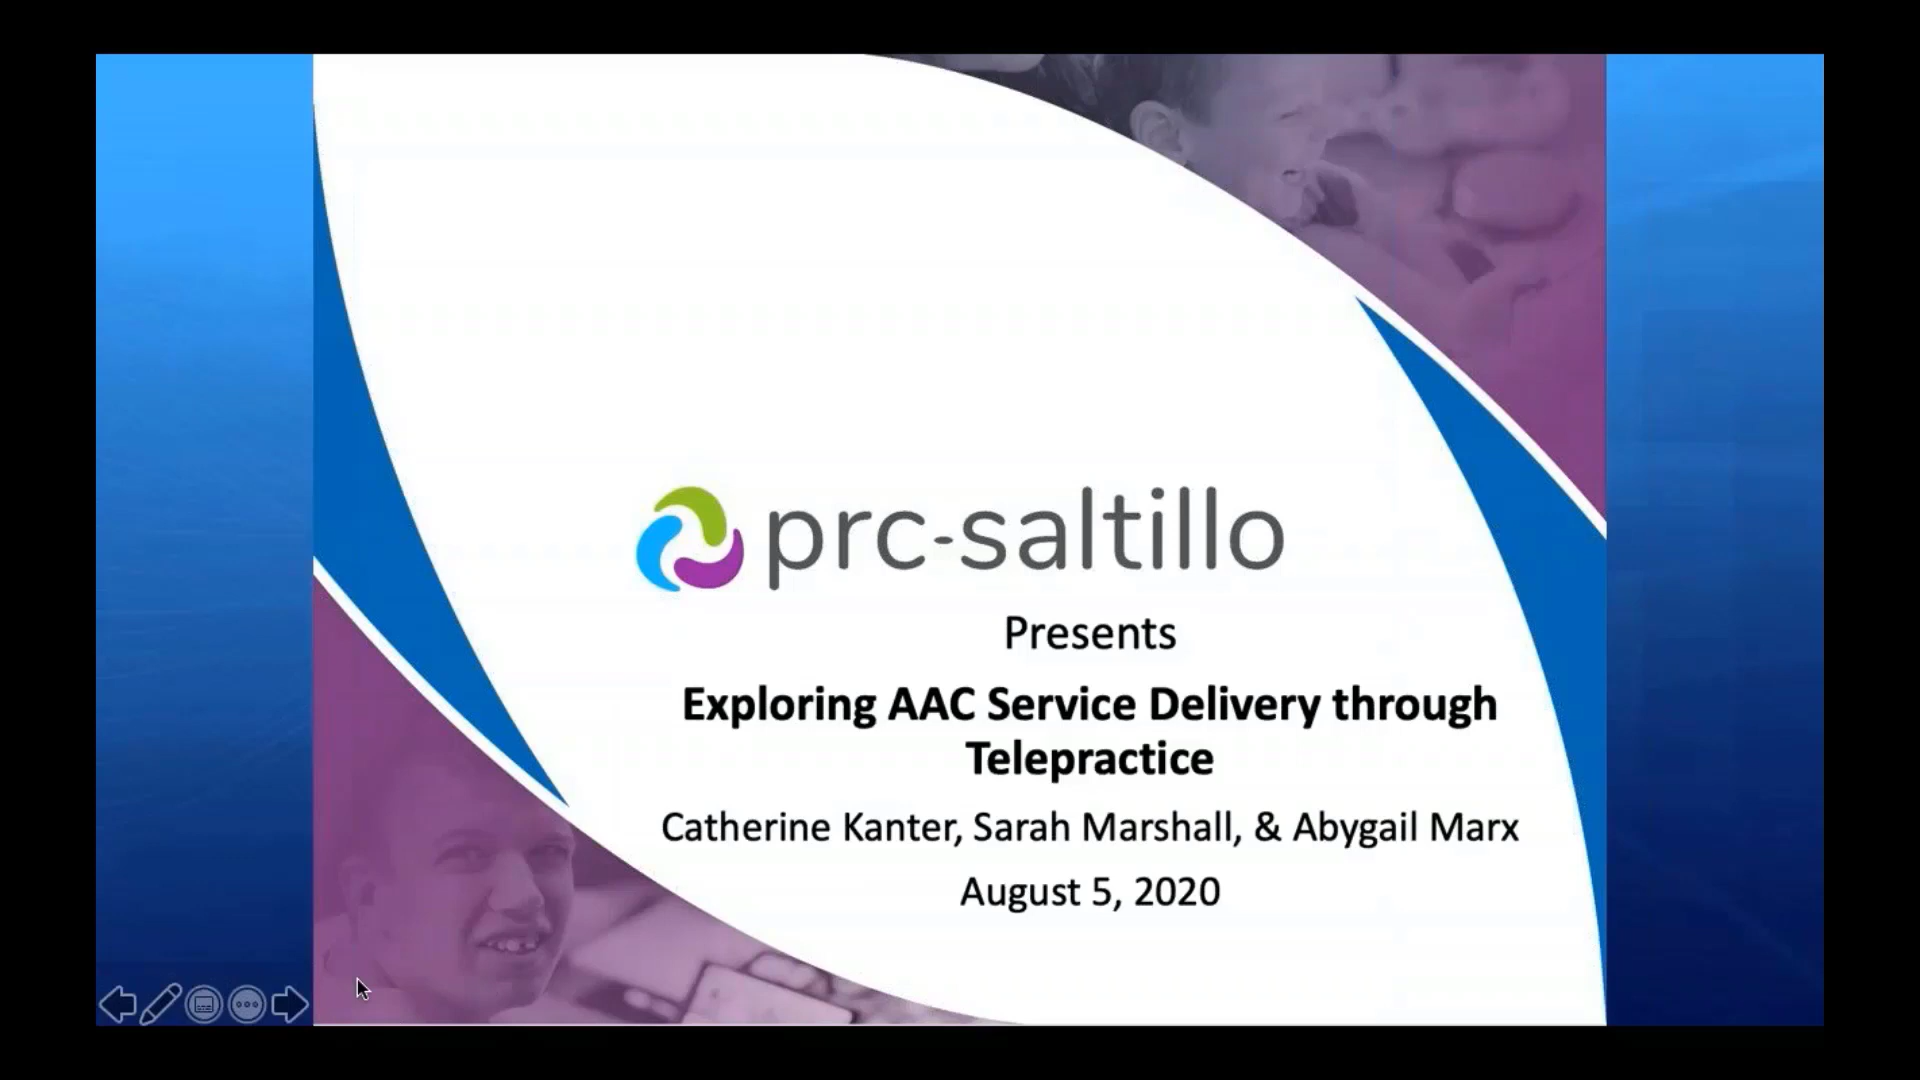 prc-saltillo
Presents
Exploring AAC Service Delivery through
Telepractice
Catherine Kanter, Sarah Marshall, & Abygail Marx
August 5, 2020